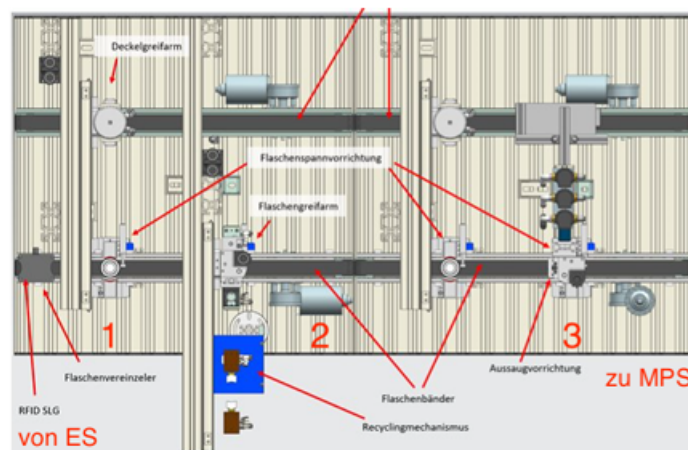 Deckelgreifarm
Flaschenspannvorrichtung
Flaschengreifarm
1
2
3
Flaschenvereinzeler
Aussaugvorrichtung
zu MPS
RFID SLG
Flaschenbänder
von ES
Recyclingmechanismus